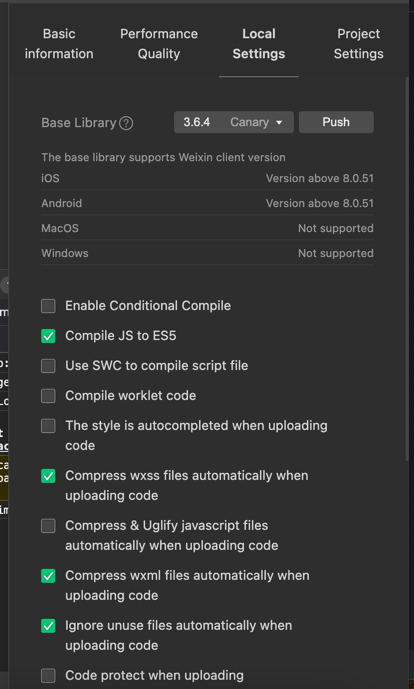 Basic information
Performance Quality
Local Settings
Project Settings
Base Library ?
3.6.4 Canary
Push
The base library supports Weixin client version
iOS Version above 8.0.51
Android Version above 8.0.51
MacOS Not supported
Windows Not supported
Enable Conditional Compile
Compile JS to ES5
Use SWC to compile script file
Compile worklet code
The style is autocompleted when uploading
code
Compress wxss files automatically when
uploading code
Compress & Uglify javascript files
automatically when uploading code
Compress wxml files automatically when
uploading code
Ignore unuse files automatically when
uploading code
Code protect when uploading